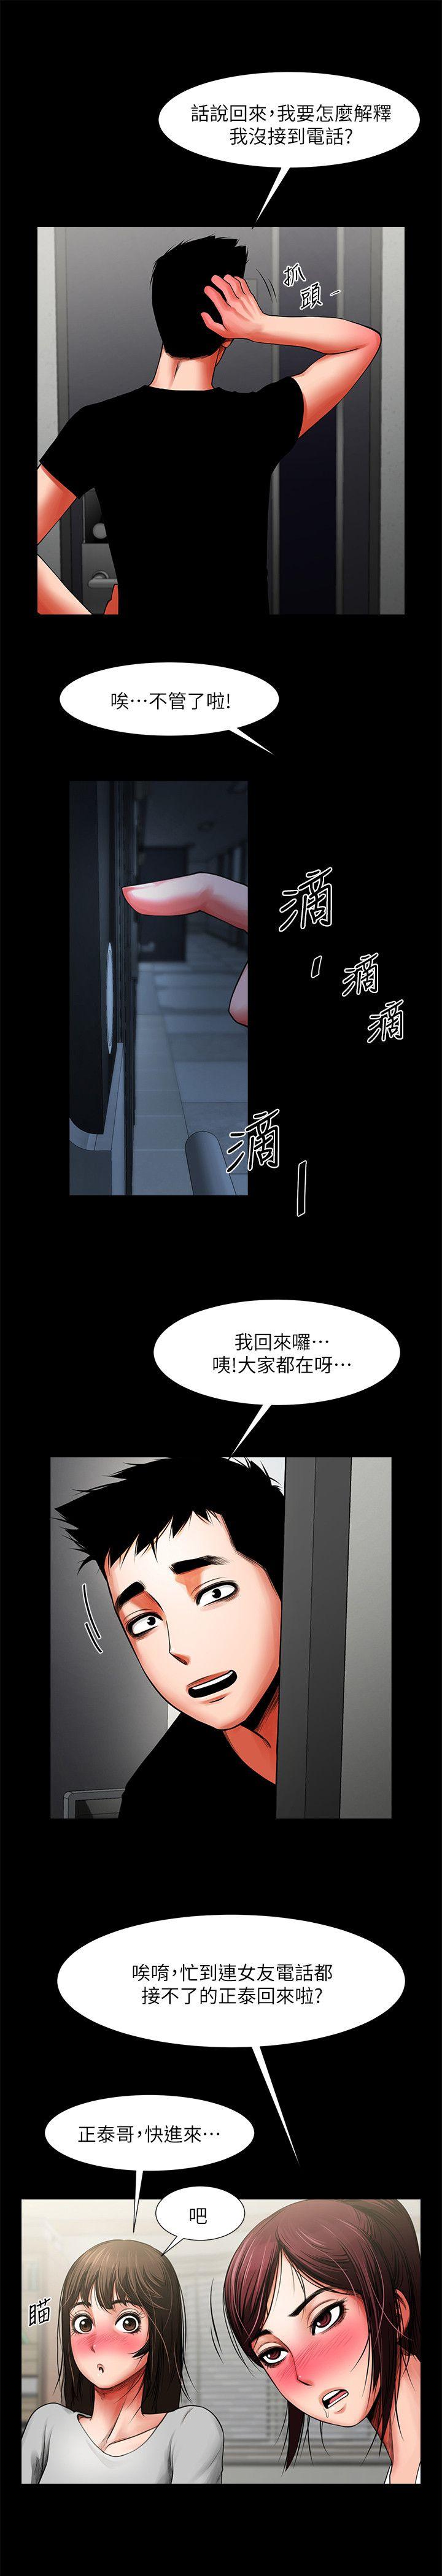 話說回來，我要怎麼解釋
我沒接到電話？
抓
頭
唉⋯不管了啦！
滴
滴
滴
滴
我回來囉⋯
咦！大家都在呀⋯
唉唷，忙到連女友電話都
接不了的正泰回來啦？
正泰哥，快進來⋯
吧
瞄